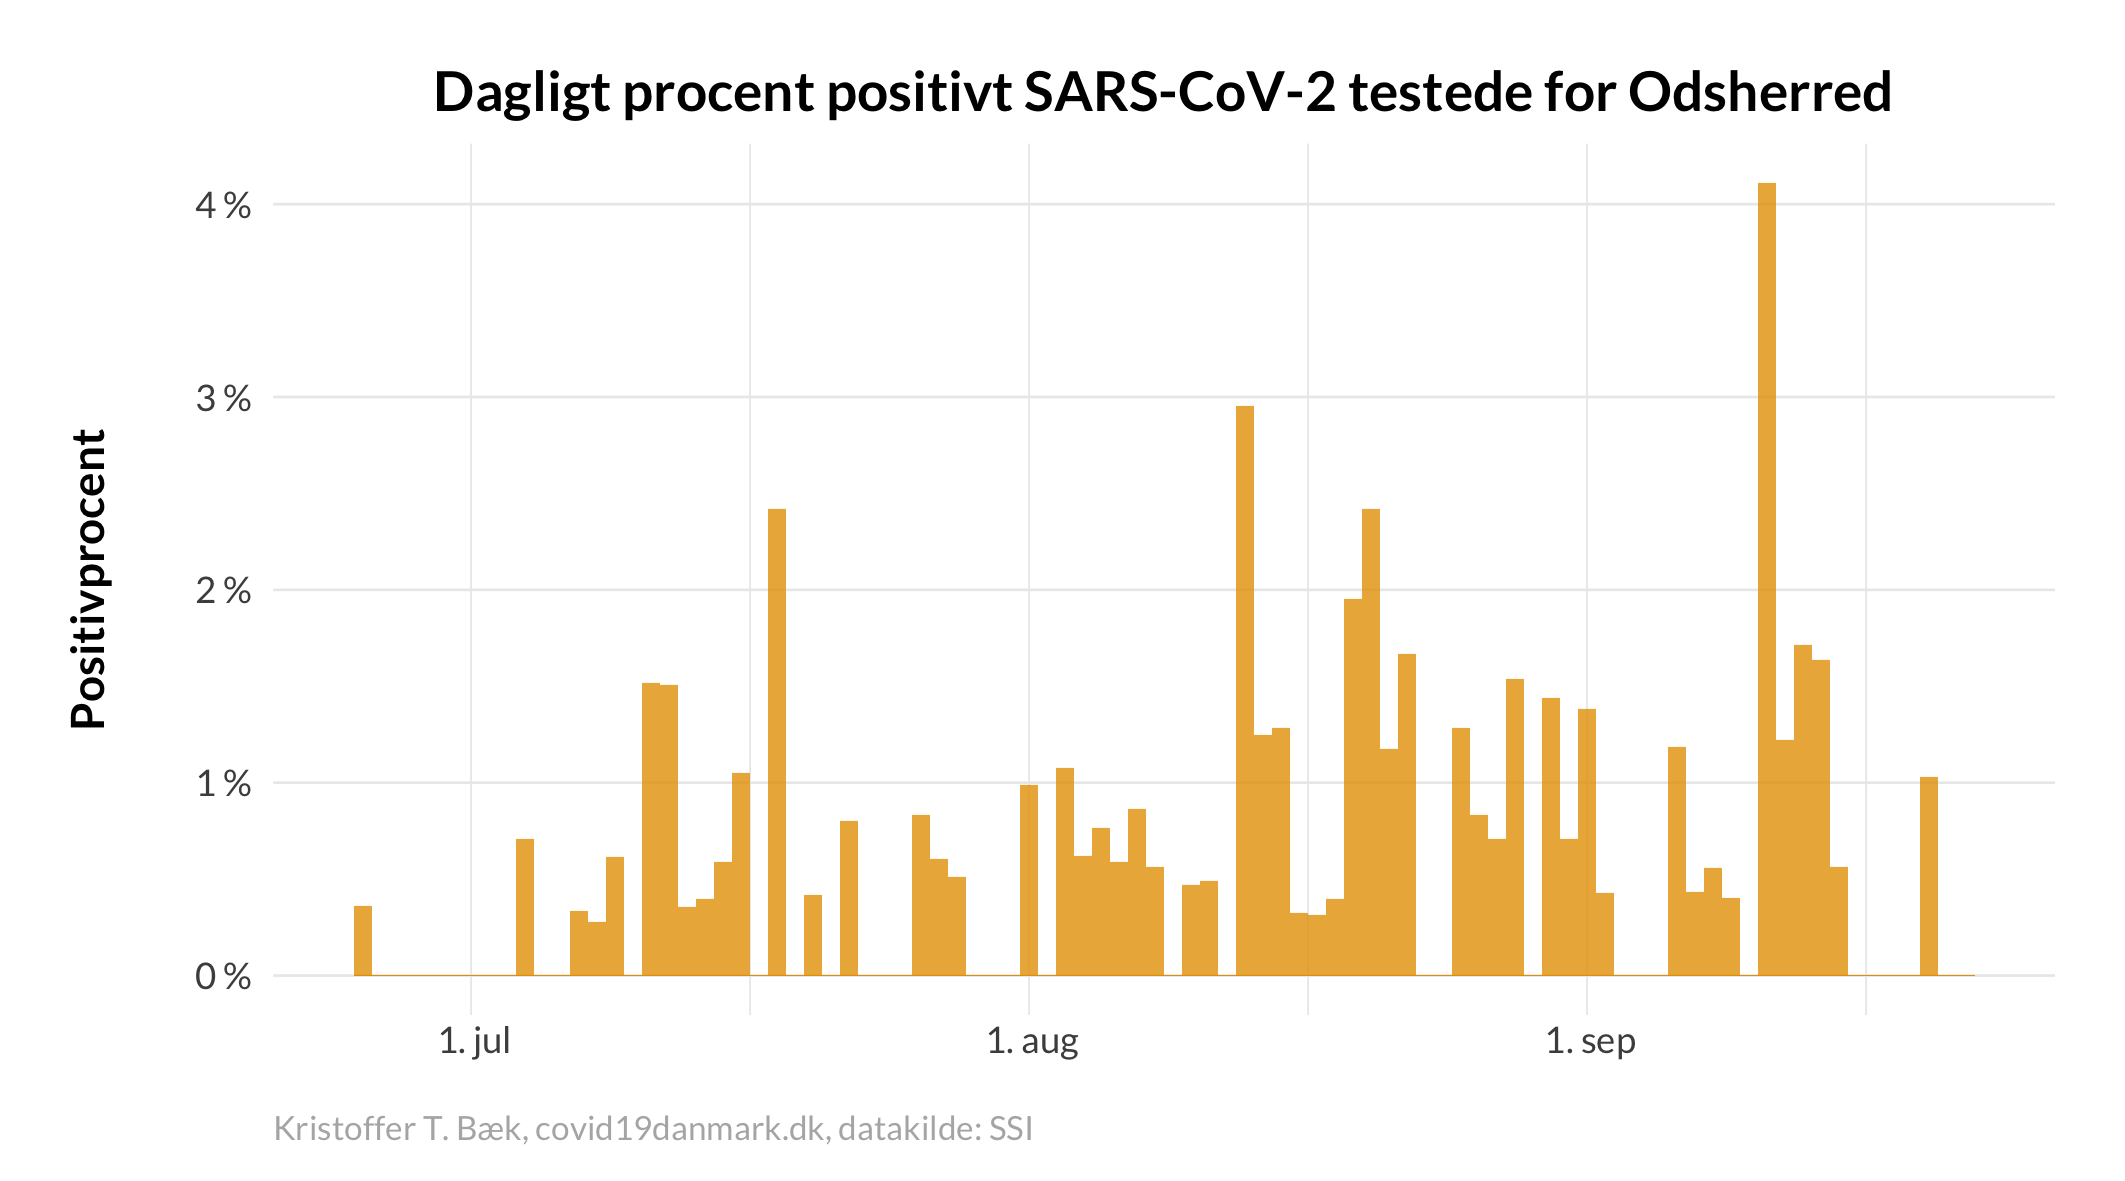 Dagligt procent positivt SARS-CoV-2 testede for Odsherred
Positivprocent
4 %
3 %
2 %
1 %
0 %
1. jul
1. aug
1. sep
Kristoffer T. Bæk, covid19danmark.dk, datakilde: SSI